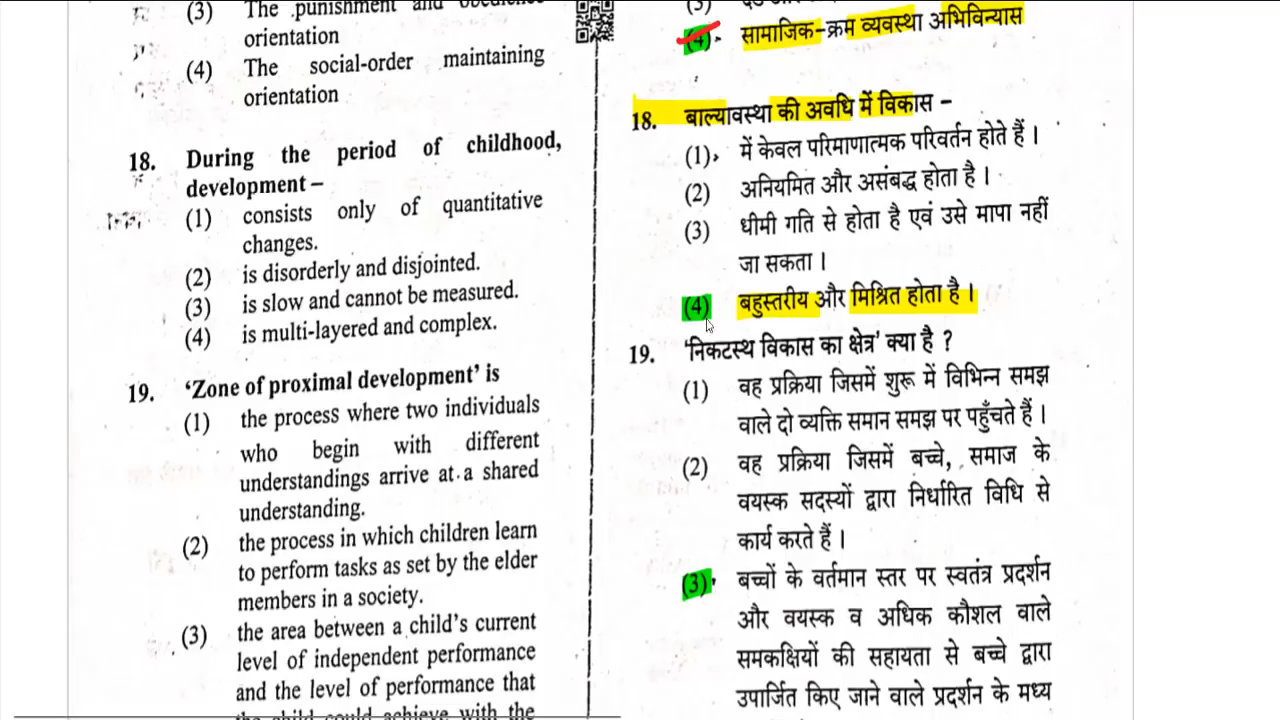 (3) The punishment and obedience
orientation
(4) The social-order maintaining
orientation
18. During the period of childhood,
development –
(1) consists only of quantitative
changes.
(2) is disorderly and disjointed.
(3) is slow and cannot be measured.
(4) is multi-layered and complex.
19. ‘Zone of proximal development’ is
(1) the process where two individuals
who begin with different
understandings arrive at a shared
understanding.
(2) the process in which children learn
to perform tasks as set by the elder
members in a society.
(3) the area between a child’s current
level of independent performance
and the level of performance that
the child could achieve with the
(3)
(4) सामाजिक-क्रम व्यवस्था अभिविन्यास
18. बाल्यावस्था की अवधि में विकास –
(1) में केवल परिमाणात्मक परिवर्तन होते हैं ।
(2) अनियमित और असंबद्ध होता है ।
(3) धीमी गति से होता है एवं उसे मापा नहीं
जा सकता ।
(4) बहुस्तरीय और मिश्रित होता है ।
19. ‘निकटस्थ विकास का क्षेत्र’ क्या है ?
(1) वह प्रक्रिया जिसमें शुरू में विभिन्न समझ
वाले दो व्यक्ति समान समझ पर पहुँचते हैं ।
(2) वह प्रक्रिया जिसमें बच्चे, समाज के
वयस्क सदस्यों द्वारा निर्धारित विधि से
कार्य करते हैं ।
(3) बच्चों के वर्तमान स्तर पर स्वतंत्र प्रदर्शन
और वयस्क व अधिक कौशल वाले
समकक्षियों की सहायता से बच्चे द्वारा
उपार्जित किए जाने वाले प्रदर्शन के मध्य